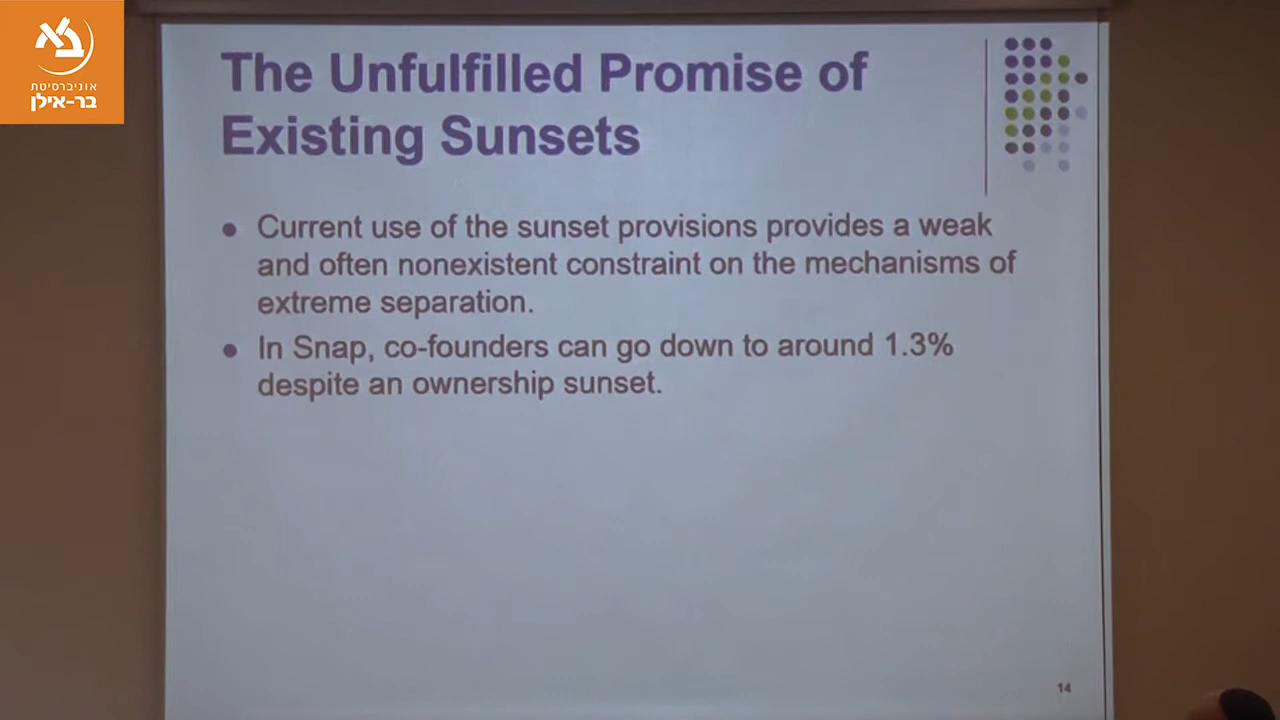 אוניברסיטת
בר-אילן
The Unfulfilled Promise of
Existing Sunsets
● Current use of the sunset provisions provides a weak
and often nonexistent constraint on the mechanisms of
extreme separation.
● In Snap, co-founders can go down to around 1.3%
despite an ownership sunset.
14